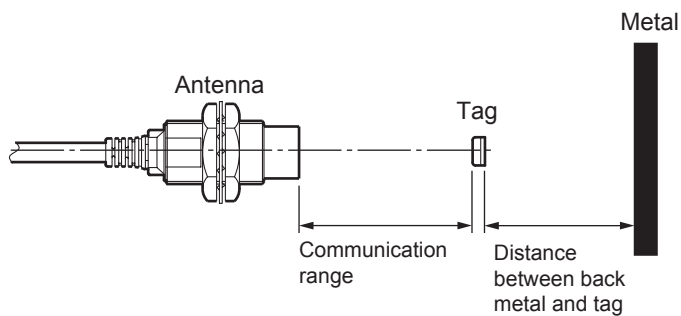 Metal
Antenna
Tag
Communication
range
Distance
between back
metal and tag